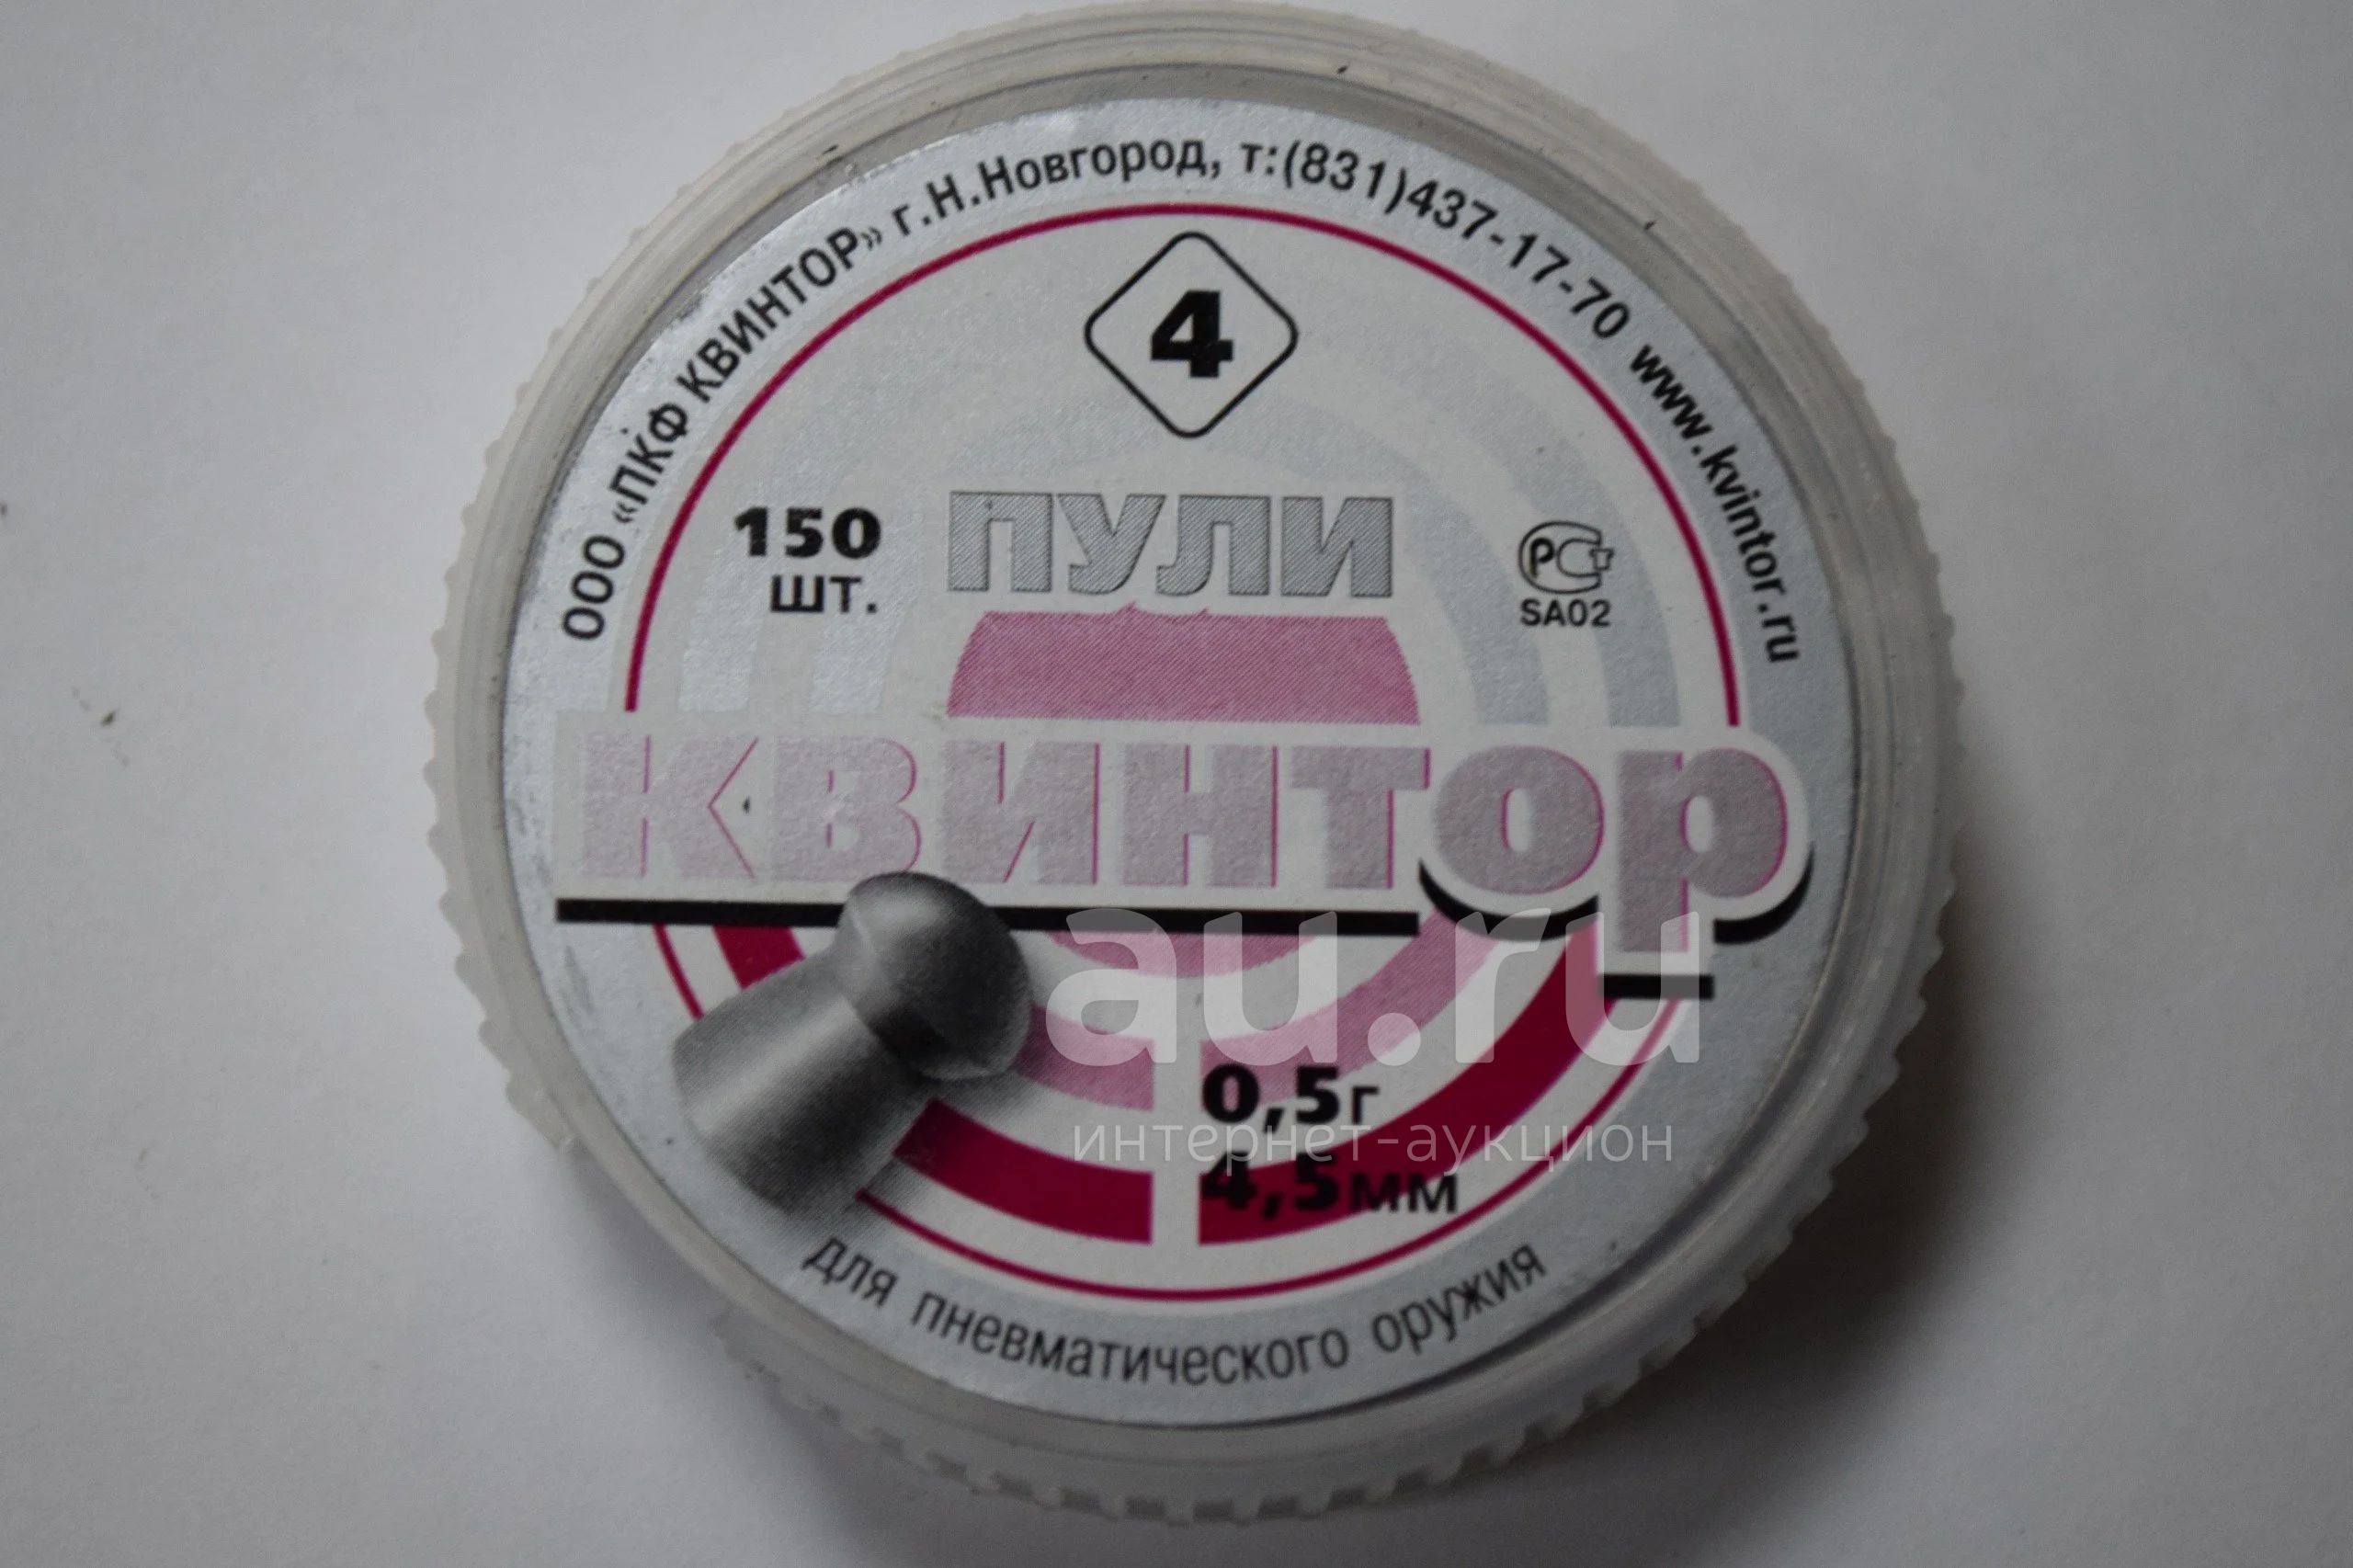 ООО «ПКФ КВИНТОР» г.Н.Новгород, т:(831)437-17-70 www.kvintor.ru
4
150
шт.
ПУЛИ
РС
SA02
КВИНТОР
au.ru
0,5г
интернет-аукцион
4,5мм
для пневматического оружия